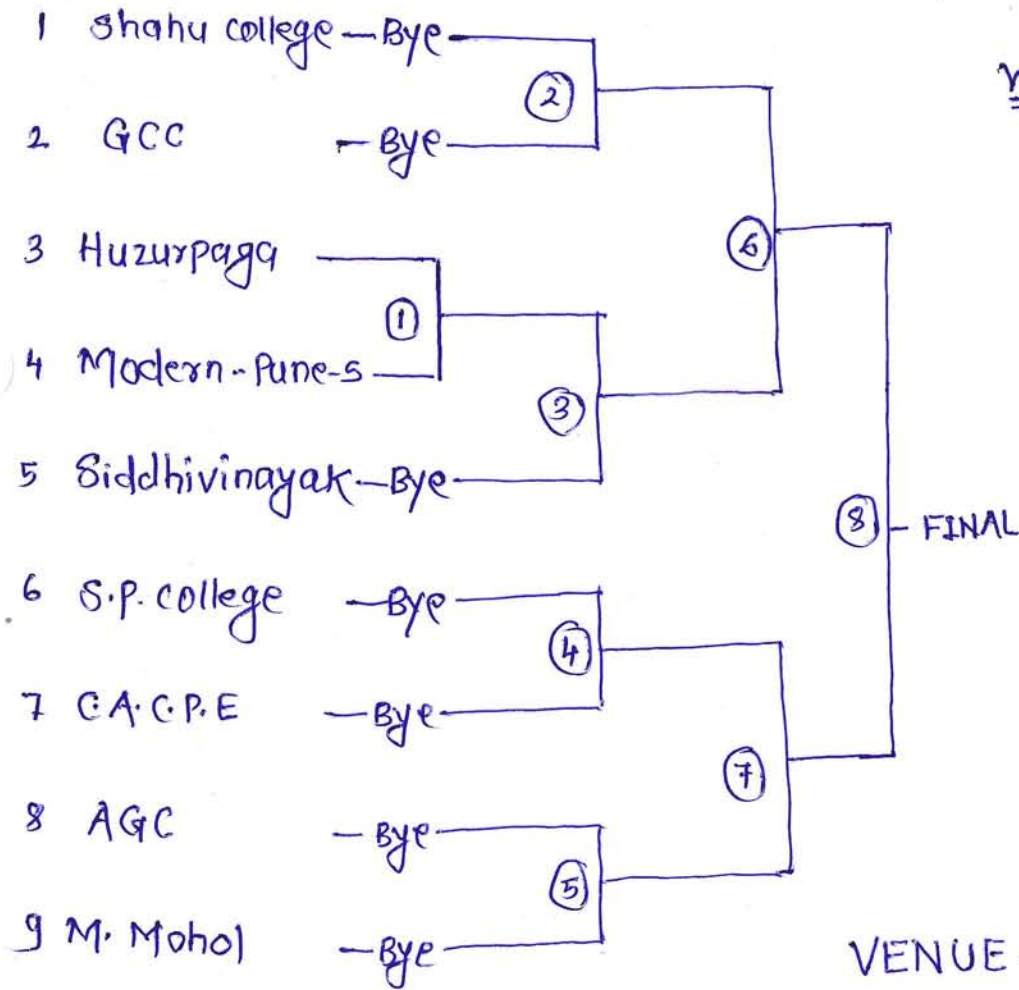 1 Shahu college - Bye
2
2 GCC - Bye
3 Huzurpaga
6
1
4 Modern-Pune-S
3
5 Siddhivinayak - Bye
8 - FINAL
6 S.P. college - Bye
4
7 C.A.C.P.E - Bye
7
8 AGC - Bye
5
9 M. Mohol - Bye
VENUE